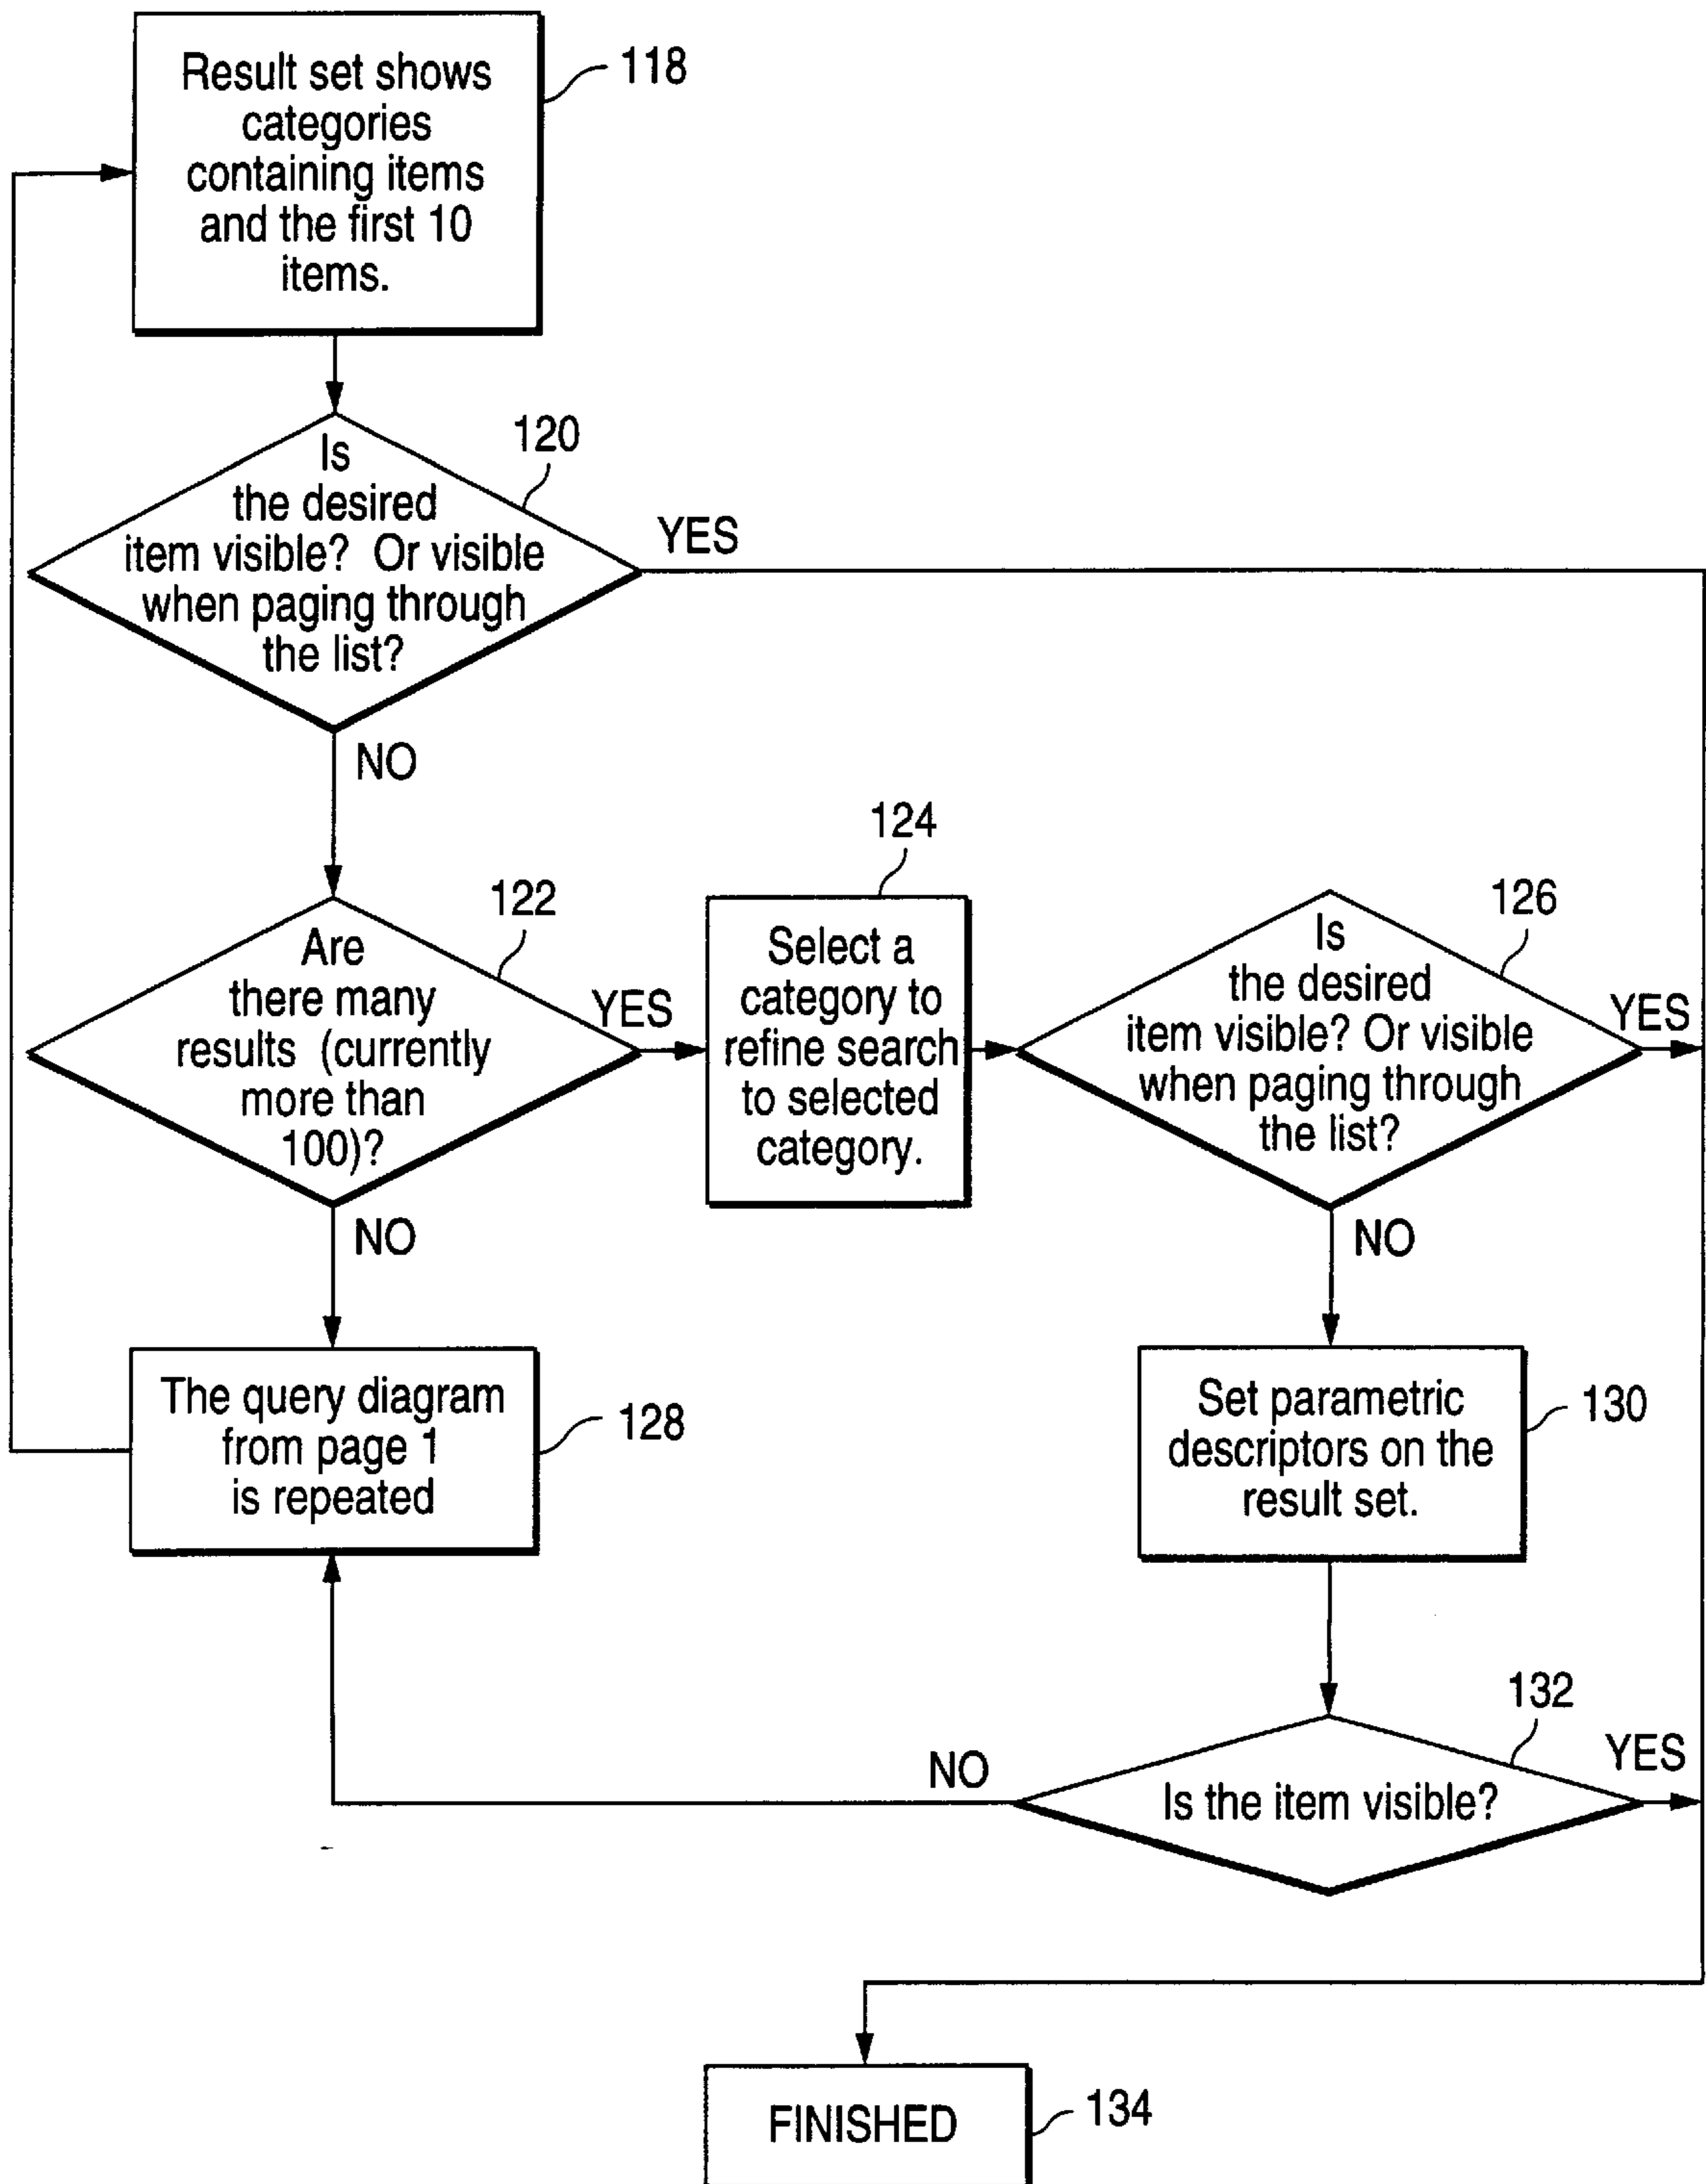 Result set shows
categories
containing items
and the first 10
items.
118
Is
the desired
item visible? Or visible
when paging through
the list?
120
YES
NO
Are
there many
results (currently
more than
100)?
122
YES
NO
Select a
category to
refine search
to selected
category.
124
Is
the desired
item visible? Or visible
when paging through
the list?
126
YES
NO
The query diagram
from page 1
is repeated
128
Set parametric
descriptors on the
result set.
130
Is the item visible?
132
YES
NO
FINISHED
134